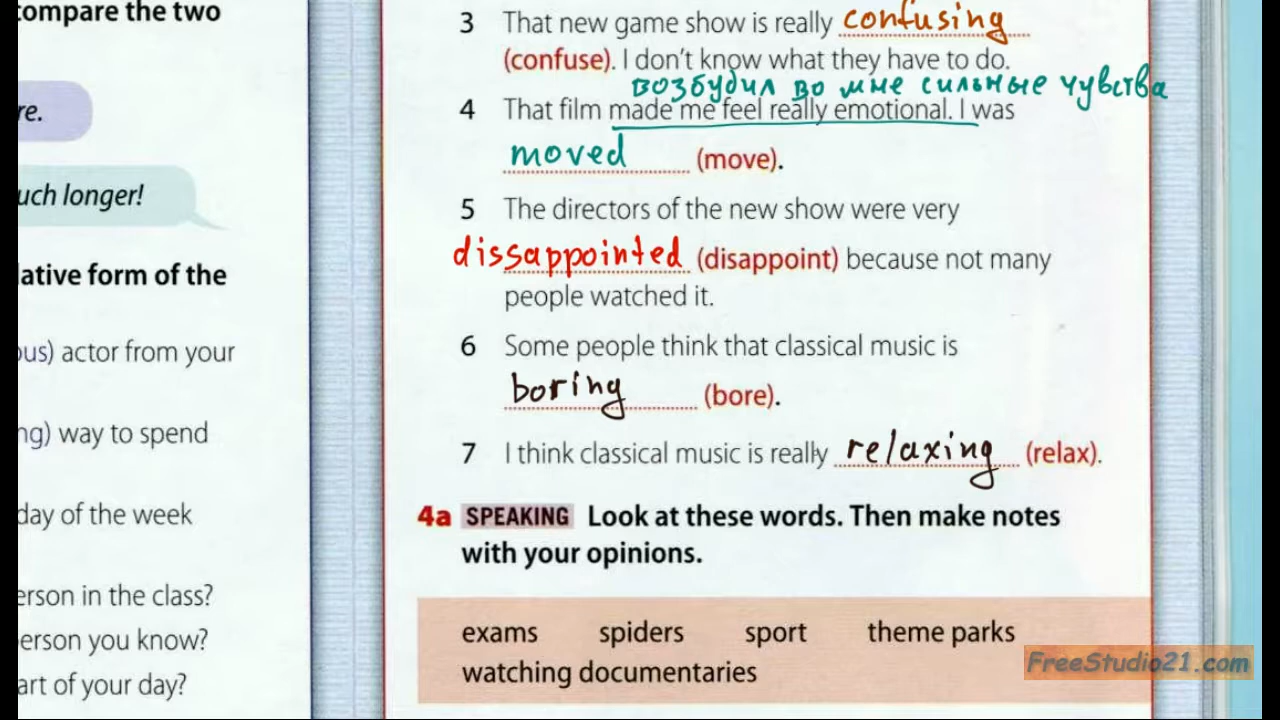 compare the two
re.
uch longer!
lative form of the
ous) actor from your
ng) way to spend
day of the week
erson in the class?
erson you know?
art of your day?
3 That new game show is really confusing
(confuse). I don't know what they have to do.
возбудил во мне сильные чувства
4 That film made me feel really emotional. I was
moved (move).
5 The directors of the new show were very
dissappointed (disappoint) because not many
people watched it.
6 Some people think that classical music is
boring (bore).
7 I think classical music is really relaxing (relax).
4a SPEAKING Look at these words. Then make notes
with your opinions.
exams spiders sport theme parks
watching documentaries
FreeStudio21.com